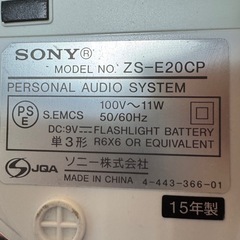 SONY®
MODEL NO. ZS-E20CP
PERSONAL AUDIO SYSTEM
PS
E
S.EMCS
100V～11W
50/60Hz
DC:9V FLASHLIGHT BATTERY
単3形 R6X6 OR EQUIVALENT
JQA
ソニー株式会社
MADE IN CHINA 4-443-366-01
15年製